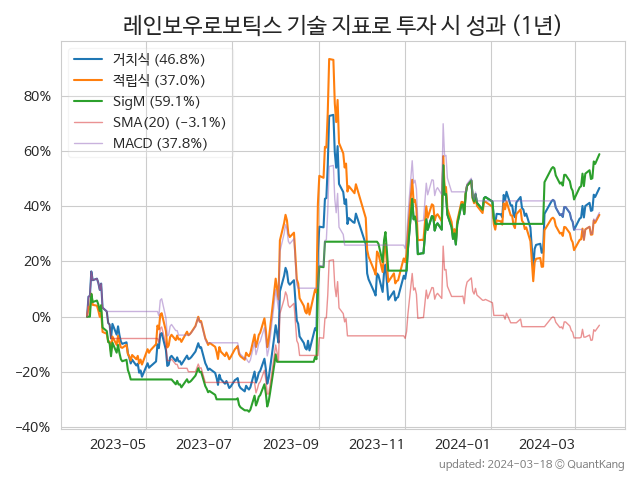 레인보우로보틱스 기술 지표로 투자 시 성과 (1년)
거치식 (46.8%)
적립식 (37.0%)
SigM (59.1%)
SMA(20) (−3.1%)
MACD (37.8%)
80%
60%
40%
20%
0%
−20%
−40%
2023-05 2023-07 2023-09 2023-11 2024-01 2024-03
updated: 2024-03-18 © QuantKang